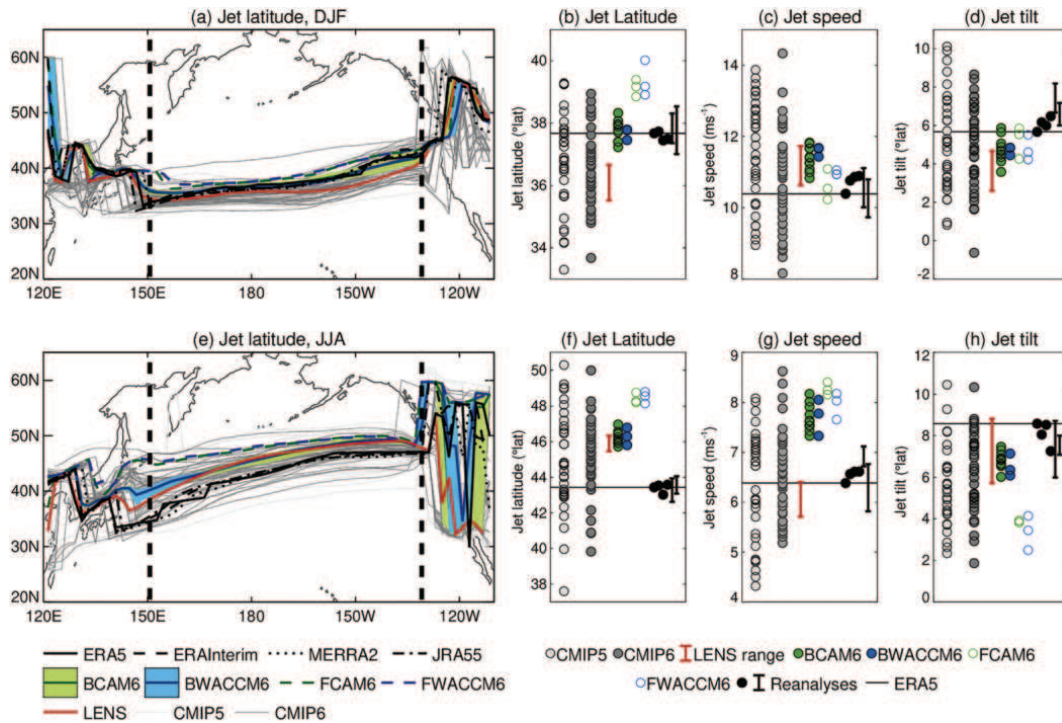 (a) Jet latitude, DJF
60N
50N
40N
30N
20N
120E 150E 180 150W 120W
(b) Jet Latitude
Jet latitude (°lat)
40
38
36
34
(c) Jet speed
Jet speed (ms⁻¹)
14
12
10
8
(d) Jet tilt
Jet tilt (°lat)
10
8
6
4
2
0
-2
(e) Jet latitude, JJA
60N
50N
40N
30N
20N
120E 150E 180 150W 120W
(f) Jet Latitude
Jet latitude (°lat)
50
48
46
44
42
40
38
(g) Jet speed
Jet speed (ms⁻¹)
9
8
7
6
5
4
(h) Jet tilt
Jet tilt (°lat)
12
10
8
6
4
2
0
ERA5 ERAInterim MERRA2 JRA55
BCAM6 BWACCM6 FCAM6 FWACCM6
LENS CMIP5 CMIP6
CMIP5 CMIP6 LENS range BCAM6 BWACCM6 FCAM6
FWACCM6 Reanalyses ERA5